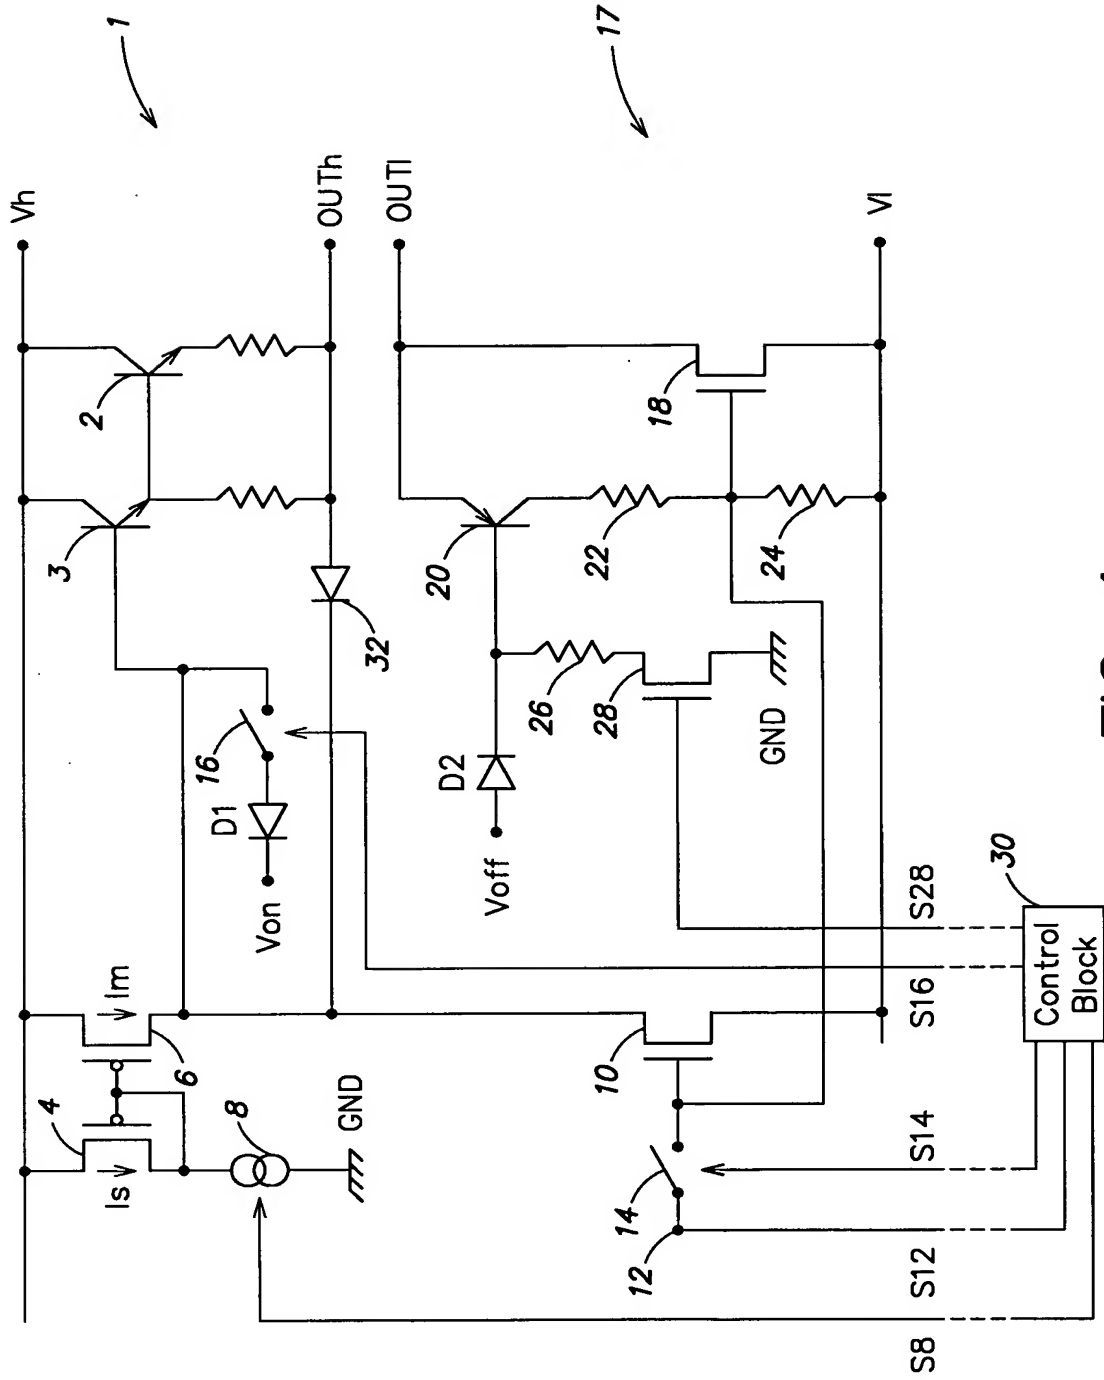 1
17
Vh
OUTh
OUTl
Vl
2
3
18
20
22
24
32
26
28
GND
16
D1
Von
D2
Voff
Im
6
4
Is
8
GND
10
14
12
S28
S16
S14
S12
S8
30
Control
Block